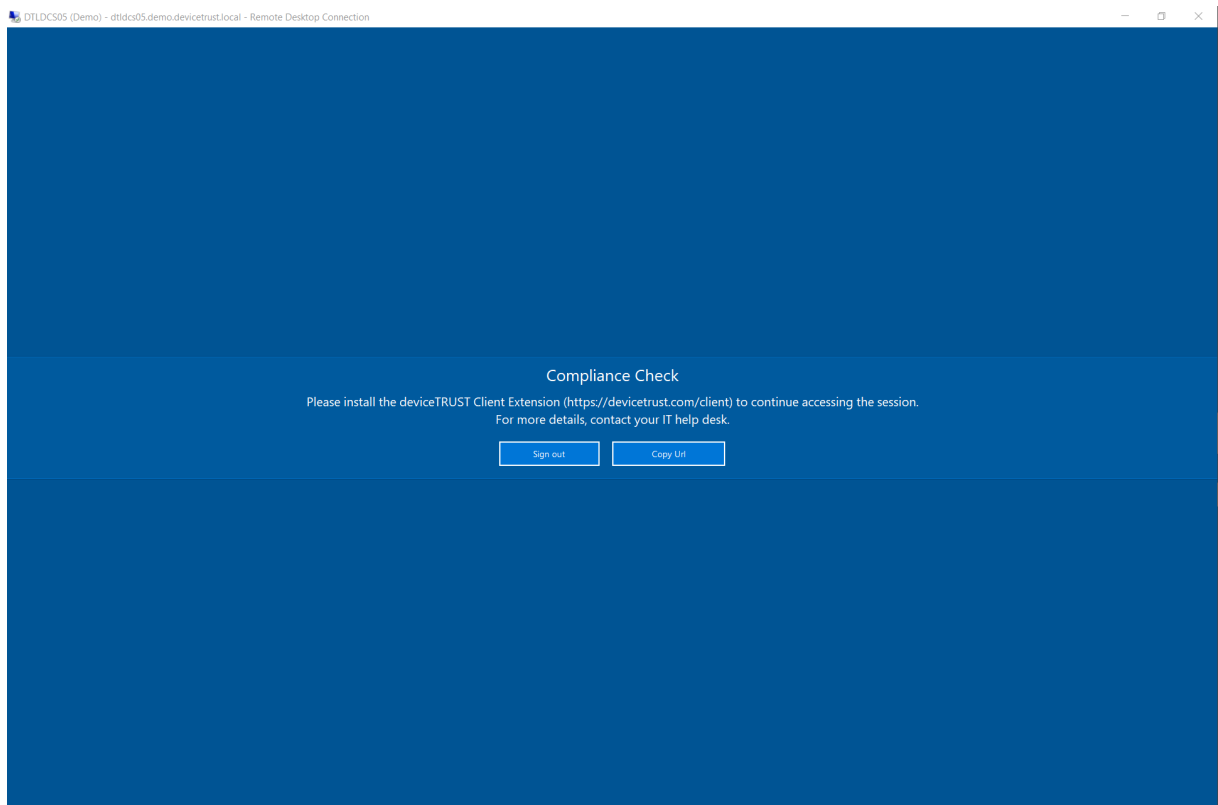 DTLDCS05 (Demo) - dtldcs05.demo.devicetrust.local - Remote Desktop Connection
Compliance Check
Please install the deviceTRUST Client Extension (https://devicetrust.com/client) to continue accessing the session.
For more details, contact your IT help desk.
Sign out
Copy Url